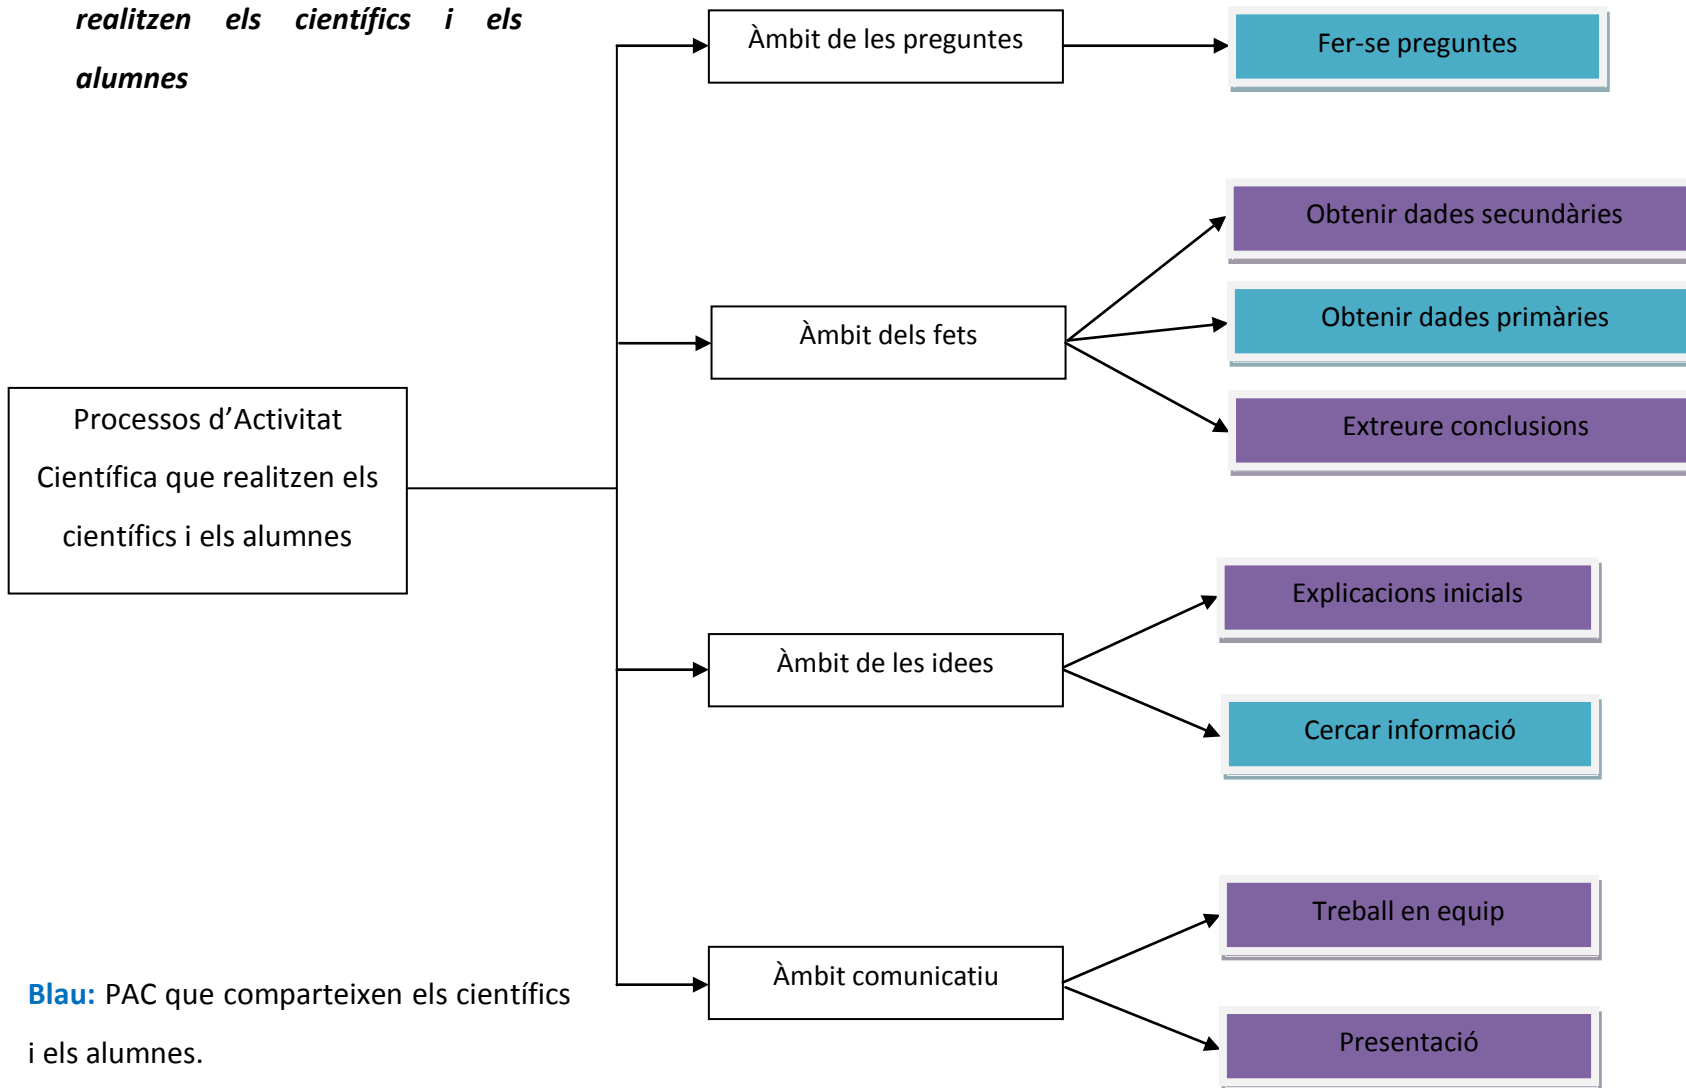 realitzen els científics i els
alumnes
Àmbit de les preguntes
Fer-se preguntes
Obtenir dades secundàries
Obtenir dades primàries
Àmbit dels fets
Extreure conclusions
Processos d’Activitat
Científica que realitzen els
científics i els alumnes
Explicacions inicials
Àmbit de les idees
Cercar informació
Treball en equip
Àmbit comunicatiu
Presentació
Blau: PAC que comparteixen els científics
i els alumnes.